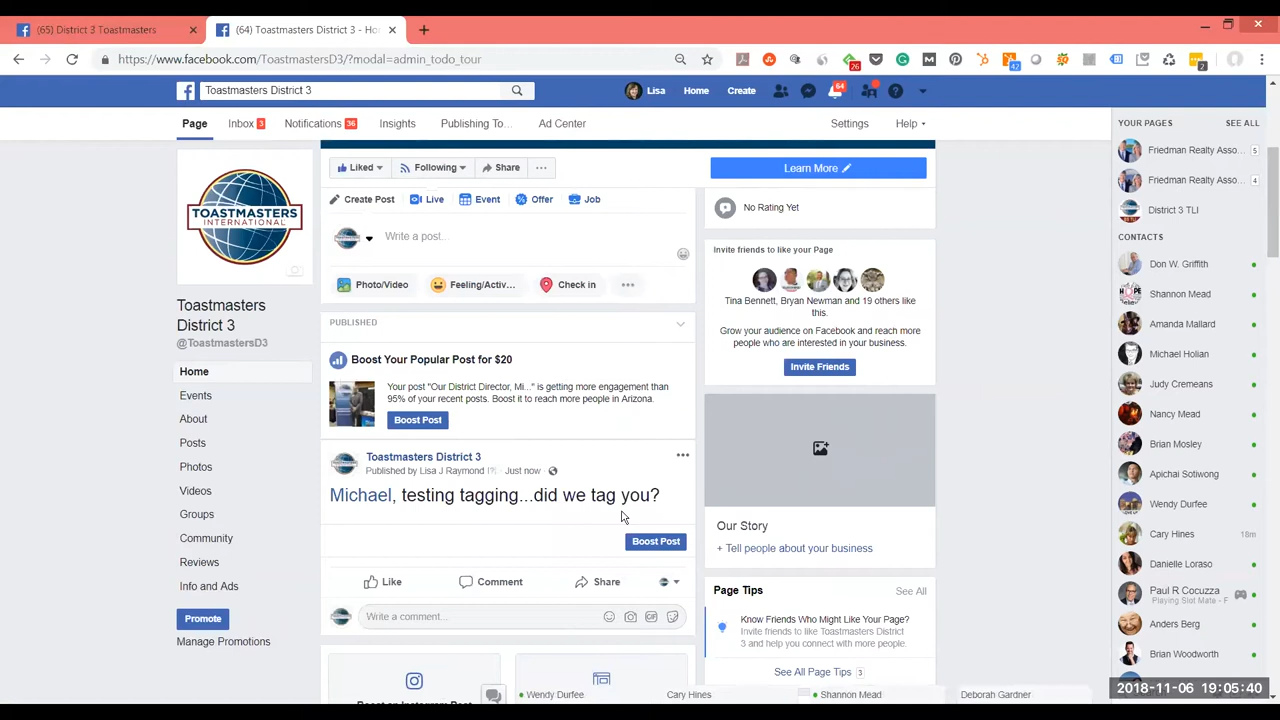 (65) District 3 Toastmasters
(64) Toastmasters District 3 - Ho
https://www.facebook.com/ToastmastersD3/?modal=admin_todo_tour
26
42
2
Toastmasters District 3
Lisa
Home
Create
64
Page
Inbox 3
Notifications 36
Insights
Publishing To...
Ad Center
Settings
Help
TOASTMASTERS
INTERNATIONAL
Toastmasters
District 3
@ToastmastersD3
Home
Events
About
Posts
Photos
Videos
Groups
Community
Reviews
Info and Ads
Promote
Manage Promotions
Liked
Following
Share
...
Learn More
Create Post
Live
Event
Offer
Job
Write a post...
Photo/Video
Feeling/Activ...
Check in
PUBLISHED
Boost Your Popular Post for $20
Your post "Our District Director, Mi..." is getting more engagement than
95% of your recent posts. Boost it to reach more people in Arizona.
Boost Post
Toastmasters District 3
Published by Lisa J Raymond [?] · Just now ·
Michael, testing tagging...did we tag you?
Boost Post
Like
Comment
Share
Write a comment...
GIF
No Rating Yet
Invite friends to like your Page
Tina Bennett, Bryan Newman and 19 others like
this.
Grow your audience on Facebook and reach more
people who are interested in your business.
Invite Friends
Our Story
+ Tell people about your business
Page Tips
See All
Know Friends Who Might Like Your Page?
Invite friends to like Toastmasters District
3 and help you connect with more people.
See All Page Tips 3
YOUR PAGES
SEE ALL
Friedman Realty Asso... 5
Friedman Realty Asso... 4
District 3 TLI
CONTACTS
Don W. Griffith
Shannon Mead
Amanda Mallard
Michael Holian
Judy Cremeans
Nancy Mead
Brian Mosley
Apichai Sotiwong
Wendy Durfee
Cary Hines 18m
Danielle Loraso
Paul R Cocuzza
Playing Slot Mate - F
Anders Berg
Brian Woodworth
Wendy Durfee
Cary Hines
Shannon Mead
Deborah Gardner
2018-11-06 19:05:40